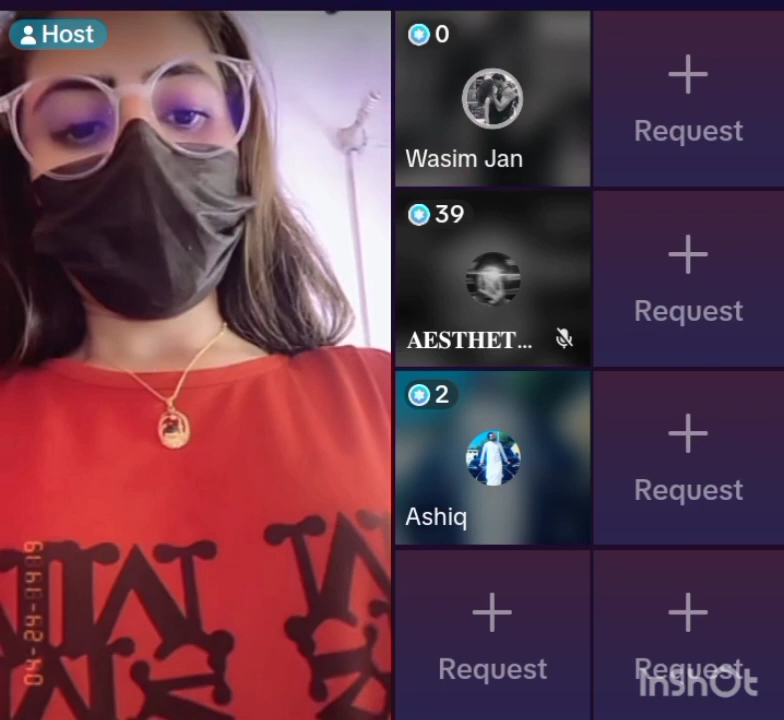 Host
0
Wasim Jan
Request
39
AESTHET...
Request
2
Ashiq
Request
Request
Request
InShOt